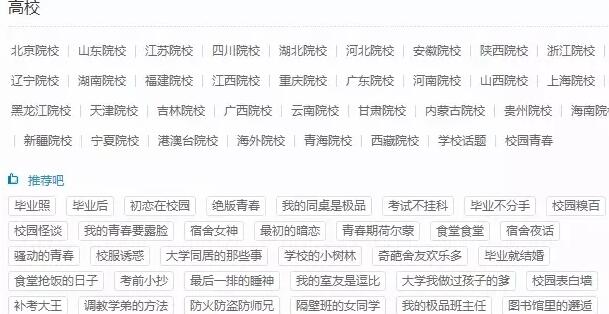 高校
北京院校 山东院校 江苏院校 四川院校 湖北院校 河北院校 安徽院校 陕西院校 浙江院校
辽宁院校 湖南院校 福建院校 江西院校 重庆院校 广东院校 河南院校 山西院校 上海院校
黑龙江院校 天津院校 吉林院校 广西院校 云南院校 甘肃院校 内蒙古院校 贵州院校 海南院
新疆院校 宁夏院校 港澳台院校 海外院校 青海院校 西藏院校 学校话题 校园青春
推荐吧
毕业照 毕业后 初恋在校园 绝版青春 我的同桌是极品 考试不挂科 毕业不分手 校园糗百
校园怪谈 我的青春要露脸 宿舍女神 最初的暗恋 青春期荷尔蒙 食堂食堂 宿舍夜话
骚动的青春 校服诱惑 大学同居的那些事 学校的小树林 奇葩舍友欢乐多 毕业就结婚
食堂抢饭的日子 考前小抄 最后一排的睡神 我的室友是逗比 大学我做过孩子的爹 校园表白墙
补考大王 调教学弟的方法 防火防盗防师兄 隔壁班的女同学 我的极品班主任 图书馆里的邂逅